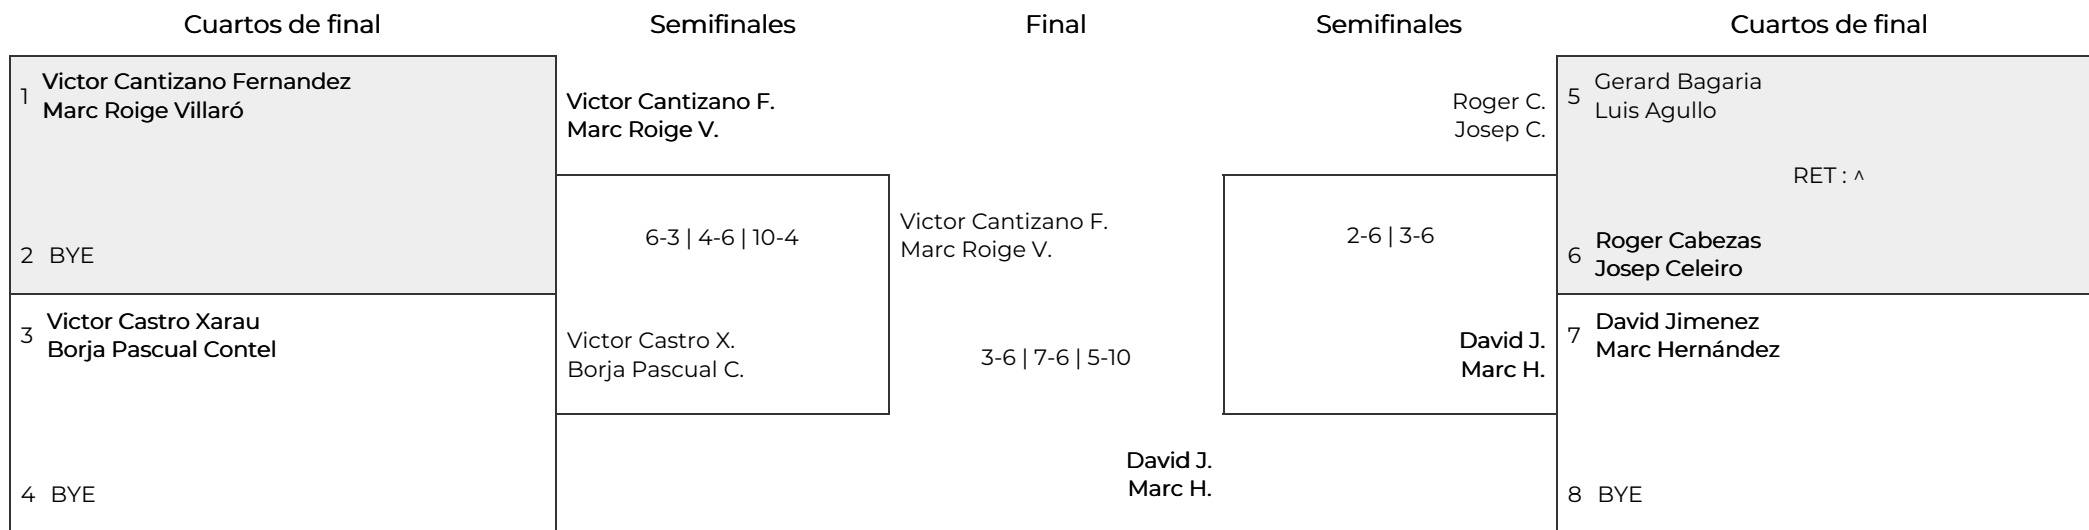 Cuartos de final
Semifinales
Final
Semifinales
Cuartos de final
1
Victor Cantizano Fernandez
Marc Roige Villaró
2 BYE
3
Victor Castro Xarau
Borja Pascual Contel
4 BYE
Victor Cantizano F.
Marc Roige V.
6-3 | 4-6 | 10-4
Victor Castro X.
Borja Pascual C.
Victor Cantizano F.
Marc Roige V.
3-6 | 7-6 | 5-10
David J.
Marc H.
Roger C.
Josep C.
2-6 | 3-6
David J.
Marc H.
5
Gerard Bagaria
Luis Agullo
RET : ^
6
Roger Cabezas
Josep Celeiro
7
David Jimenez
Marc Hernández
8 BYE